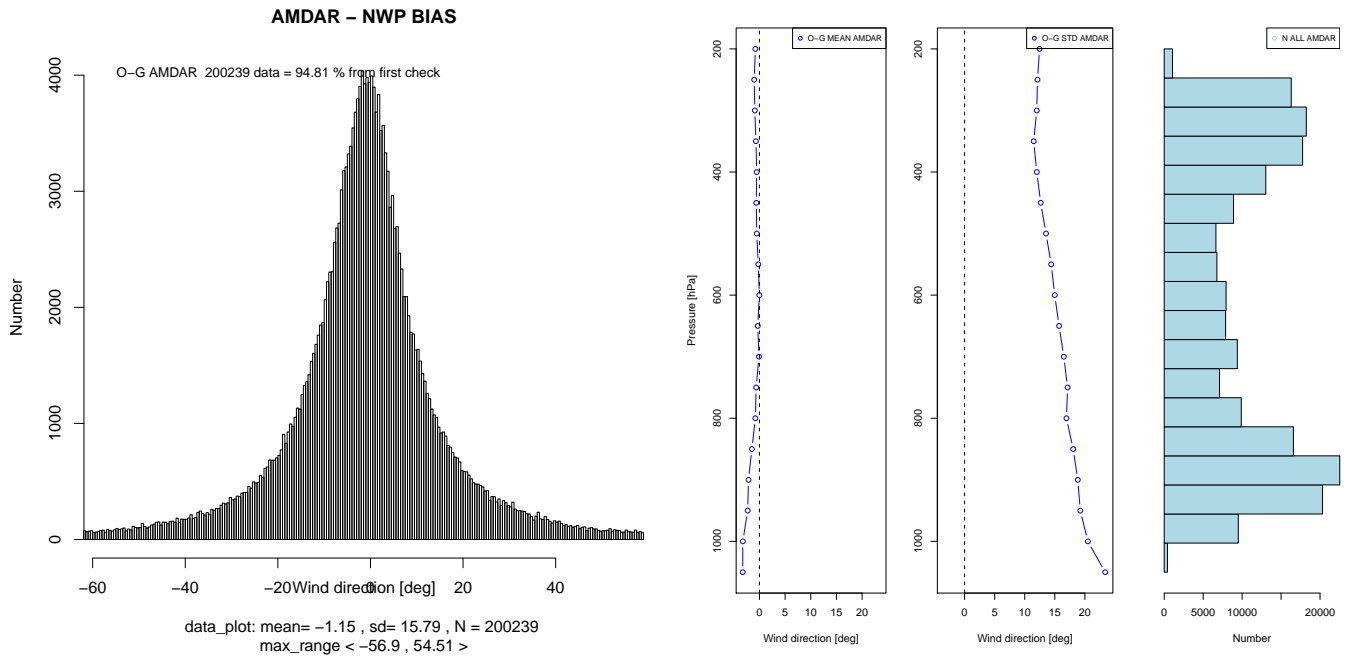 AMDAR − NWP BIAS
O−G AMDAR  200239 data = 94.81 % from first check
Number
0
1000
2000
3000
4000
−60
−20
0
20
40
Wind direction [deg]
data_plot: mean= −1.15 , sd= 15.79 , N = 200239
max_range < −56.9 , 54.51 >
O−G MEAN AMDAR
Pressure [hPa]
200
400
600
800
1000
0 5 10 20
Wind direction [deg]
O−G STD AMDAR
200
400
600
800
1000
0 5 10 20
Wind direction [deg]
N ALL AMDAR
0 5000 10000 20000
Number